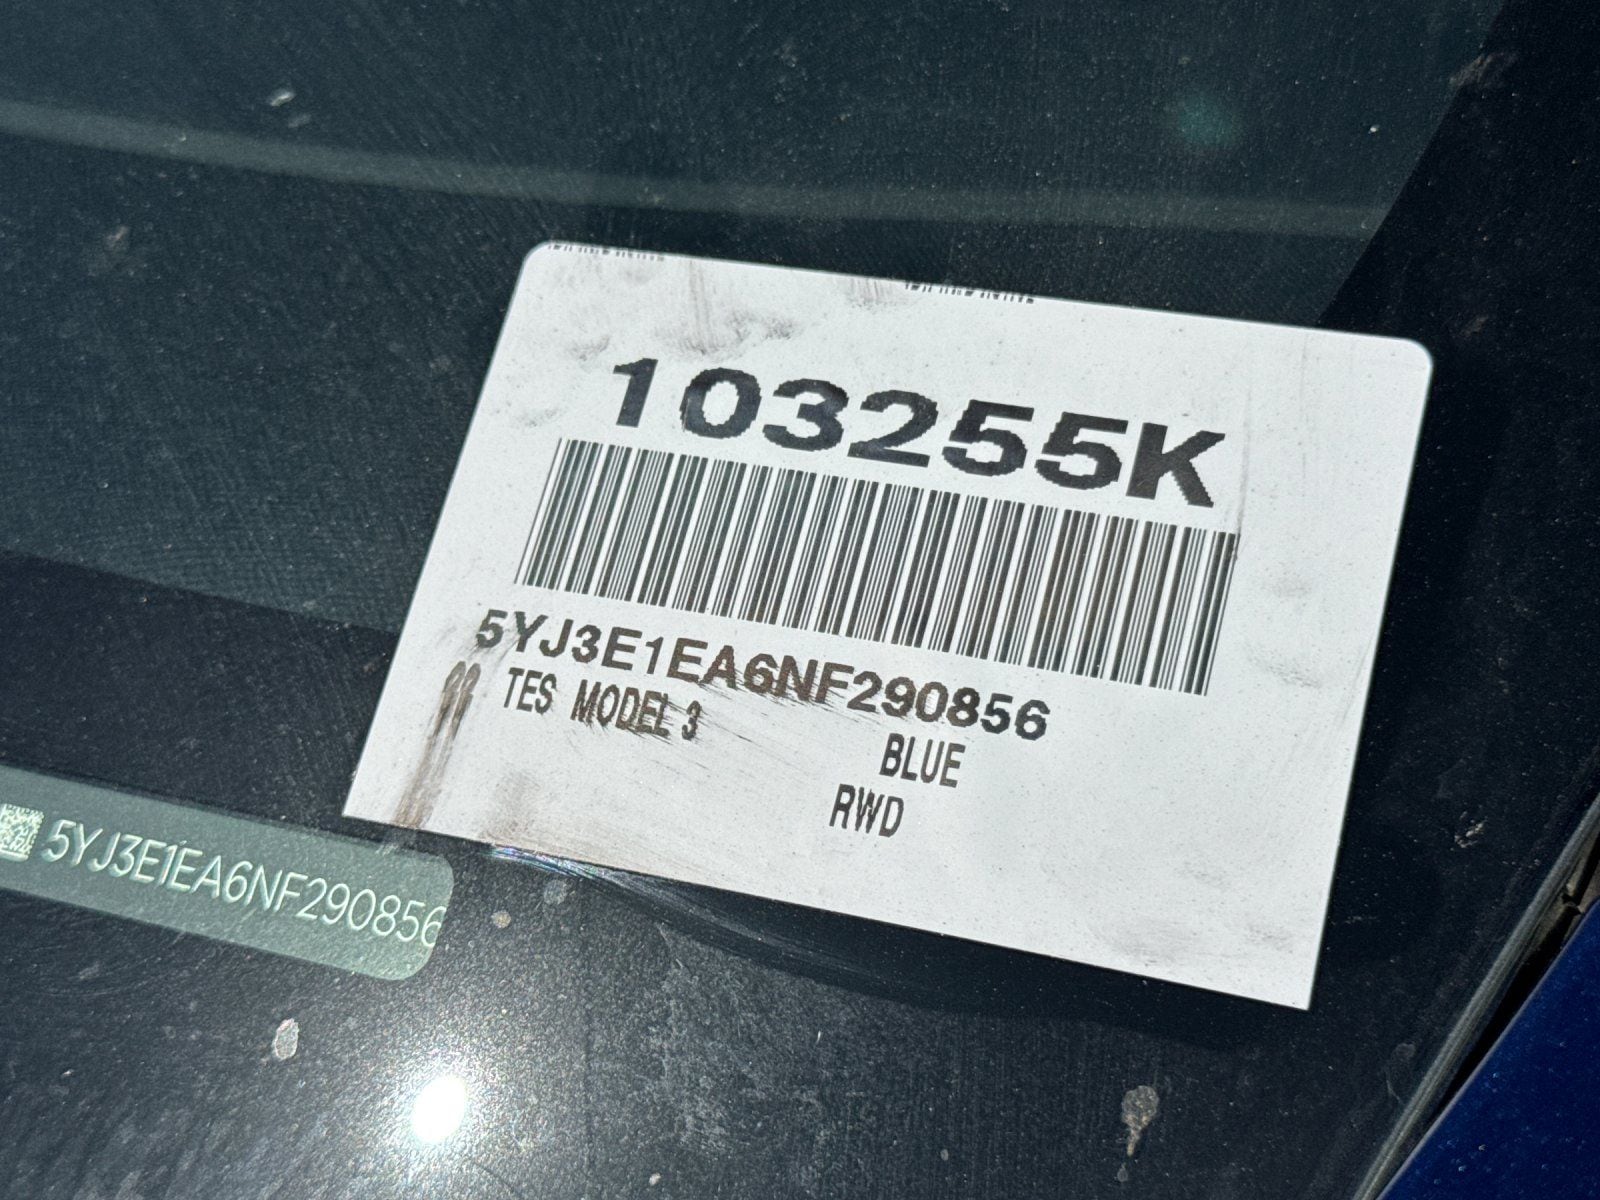 103255K
5YJ3E1EA6NF290856
TES MODEL 3
BLUE
RWD
5YJ3E1EA6NF290856